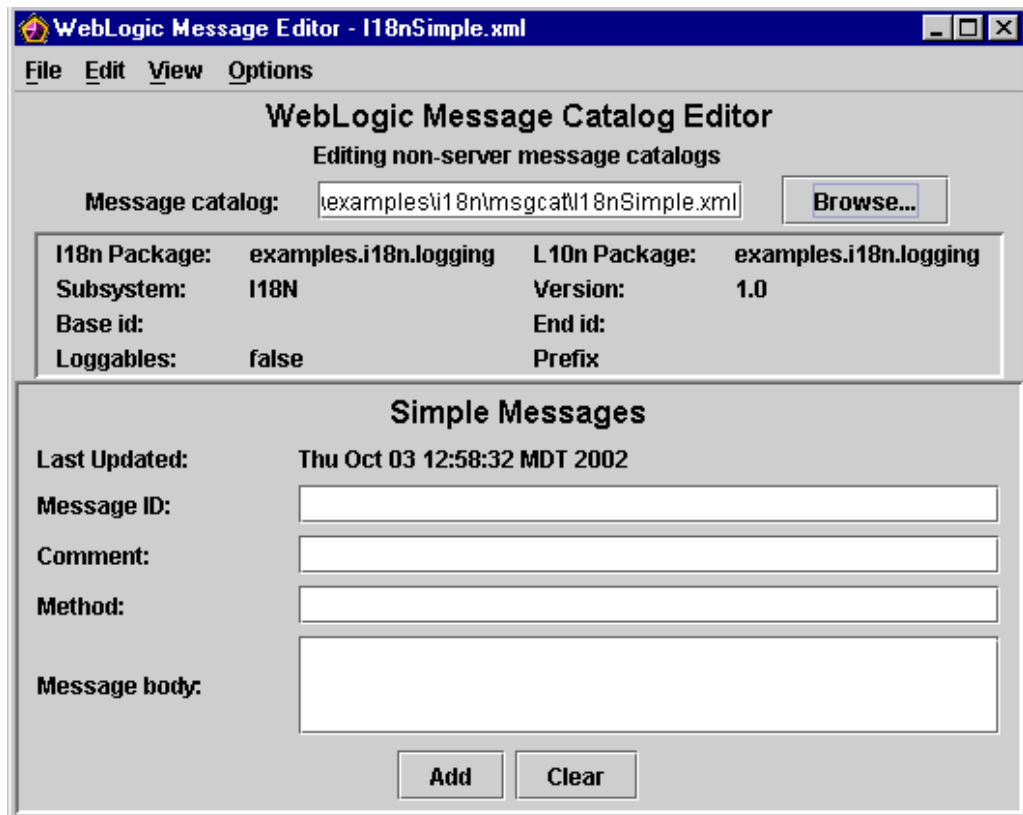 WebLogic Message Editor - I18nSimple.xml
File Edit View Options
WebLogic Message Catalog Editor
Editing non-server message catalogs
Message catalog: \examples\i18n\msgcat\I18nSimple.xml Browse...
I18n Package: examples.i18n.logging L10n Package: examples.i18n.logging
Subsystem: I18N Version: 1.0
Base id: End id:
Loggables: false Prefix
Simple Messages
Last Updated: Thu Oct 03 12:58:32 MDT 2002
Message ID:
Comment:
Method:
Message body:
Add Clear